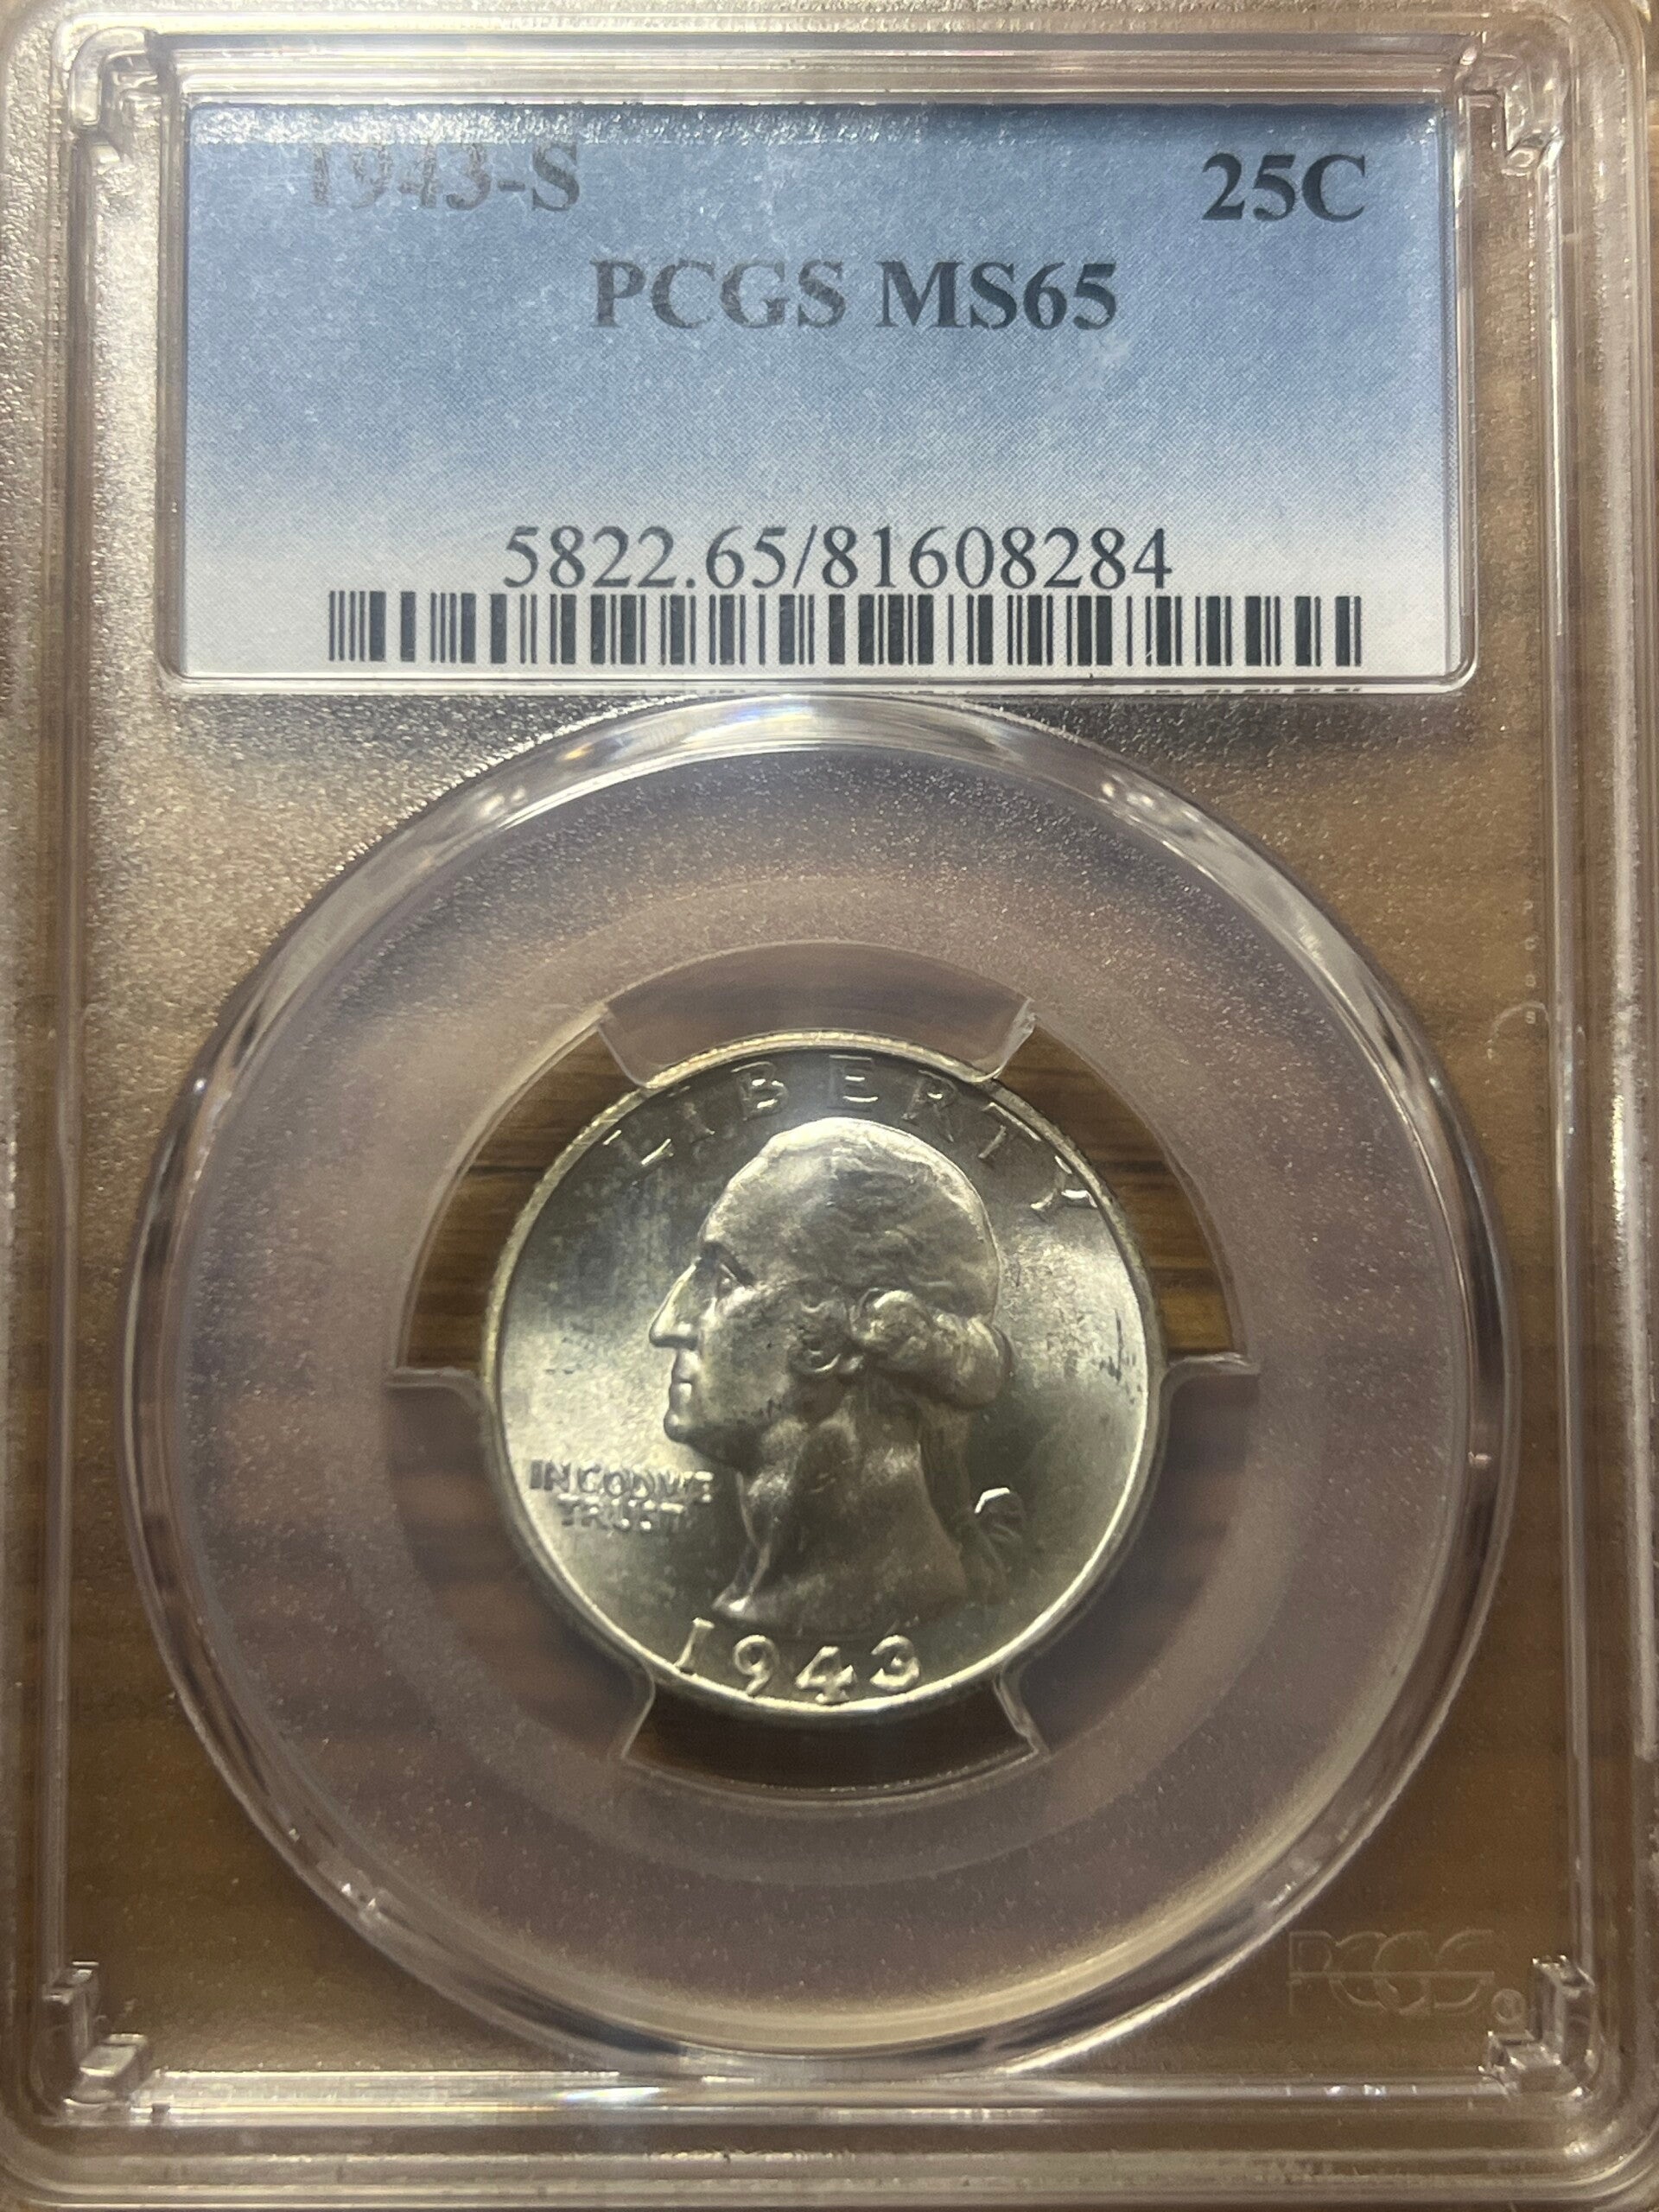 1943-S 25C
PCGS MS65
5822.65/81608284
LIBERTY
IN GOD WE
TRUST
1943
PCGS